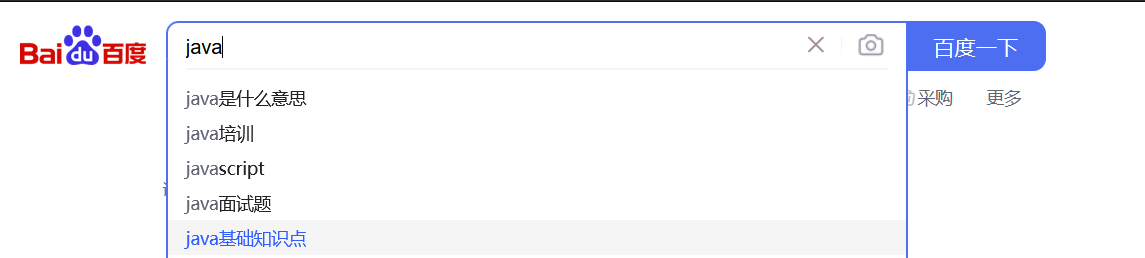 Bai du 百度 java 百度一下
java是什么意思
采购 更多
java培训
javascript
java面试题
java基础知识点